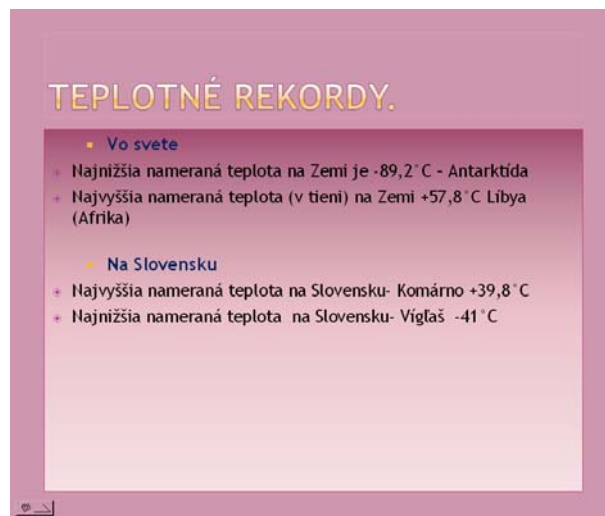 TEPLOTNÉ REKORDY.
Vo svete
Najnižšia nameraná teplota na Zemi je -89,2°C - Antarktída
Najvyššia nameraná teplota (v tieni) na Zemi +57,8°C Líbya
(Afrika)
Na Slovensku
Najvyššia nameraná teplota na Slovensku- Komárno +39,8°C
Najnižšia nameraná teplota na Slovensku- Vígľaš -41°C